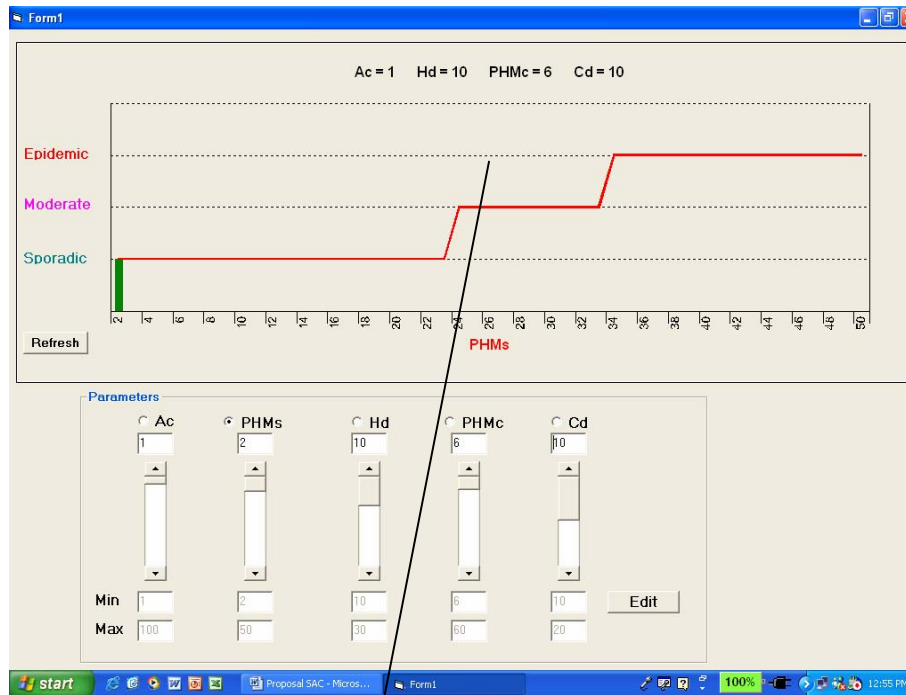 Form1
Ac = 1 Hd = 10 PHMc = 6 Cd = 10
Epidemic
Moderate
Sporadic
2 4 6 8 10 12 14 16 18 20 22 24 26 28 30 32 34 36 38 40 42 44 46 48 50
Refresh
PHMs
Parameters
Ac PHMs Hd PHMc Cd
1 2 10 6 10
Min 1 2 10 6 10 Edit
Max 100 50 30 60 20
start Proposal SAC - Micros... Form1 100% 12:55 PM